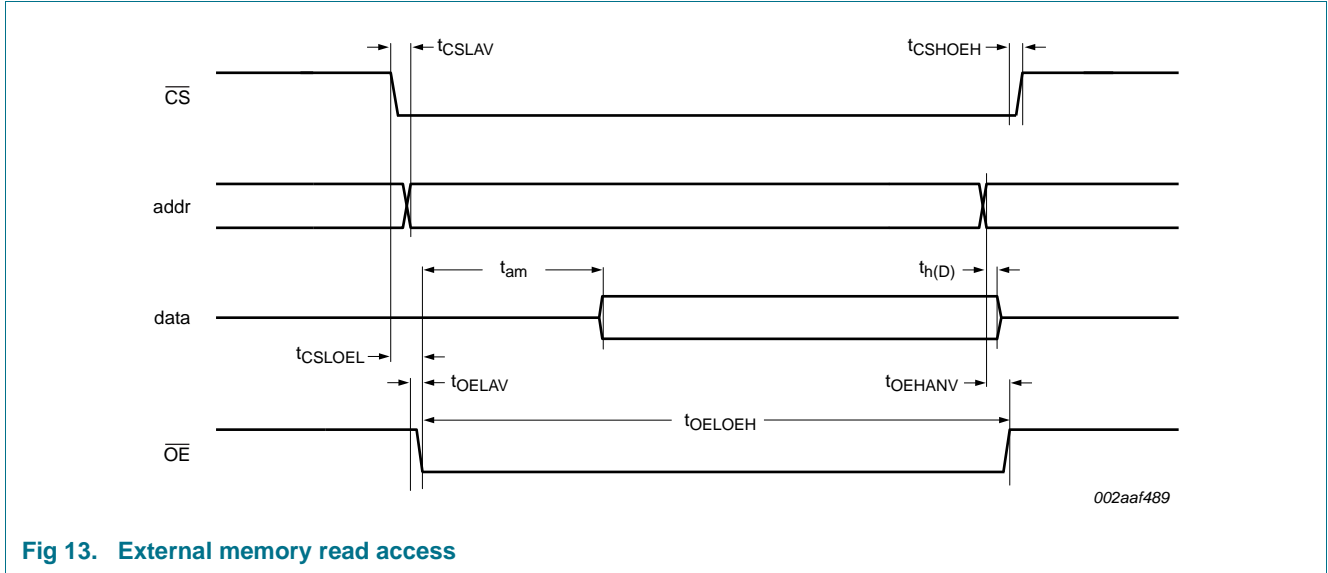 tCSLAV
tCSHOEH
CS
addr
tam
th(D)
data
tCSLOEL
tOELAV
tOEHANV
tOELOEH
OE
002aaf489
Fig 13. External memory read access